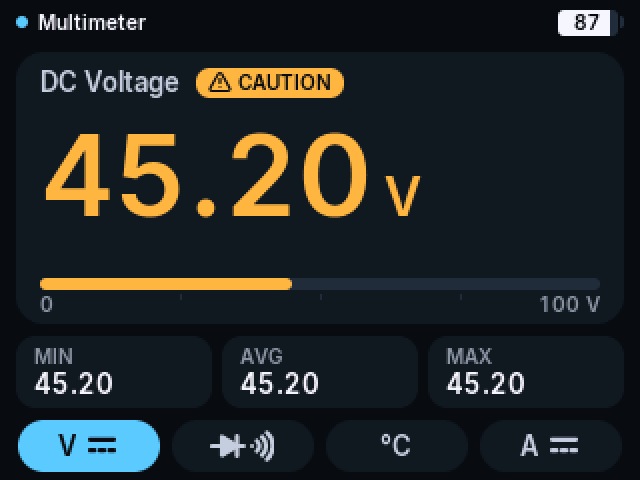 Multimeter
87
DC Voltage
CAUTION
45.20 V
0
100 V
MIN
45.20
AVG
45.20
MAX
45.20
V
°C
A